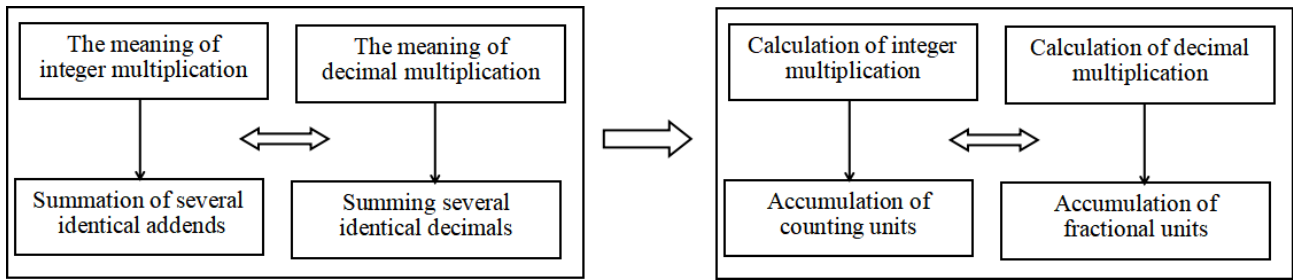 The meaning of
integer multiplication
The meaning of
decimal multiplication
Summation of several
identical addends
Summing several
identical decimals
Calculation of integer
multiplication
Calculation of decimal
multiplication
Accumulation of
counting units
Accumulation of
fractional units